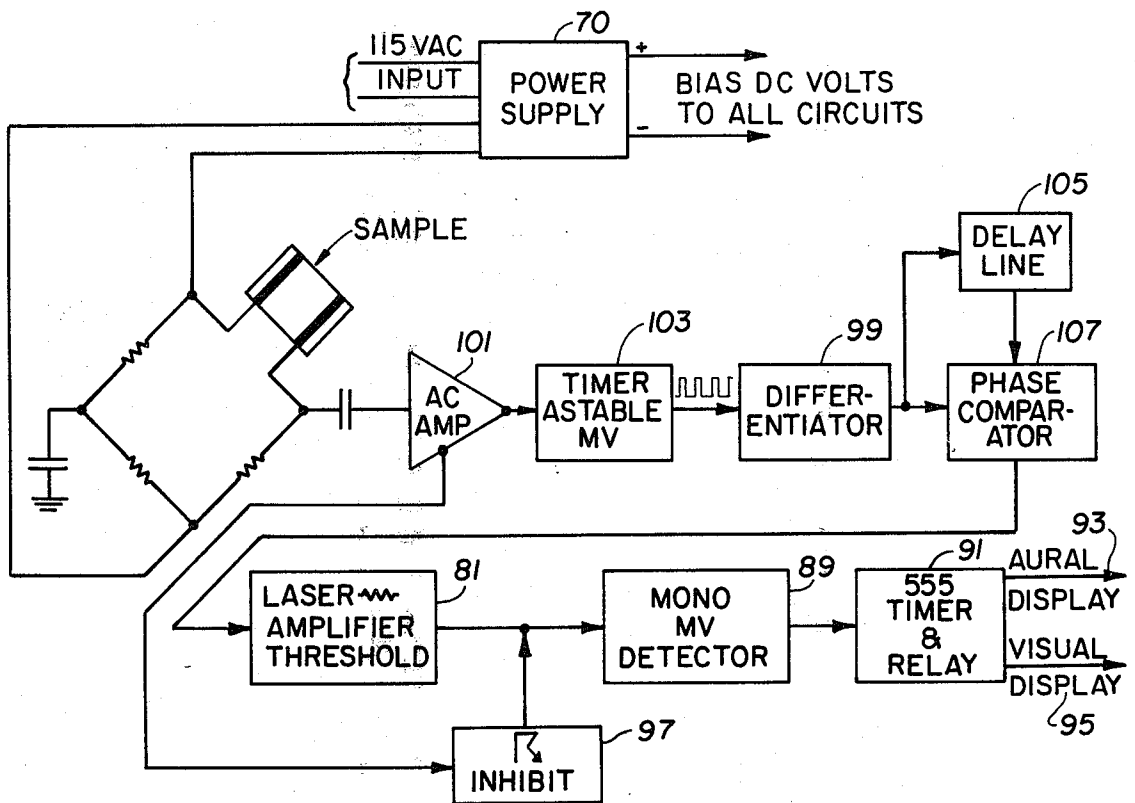 115 VAC
INPUT
70
POWER
SUPPLY
+
-
BIAS DC VOLTS
TO ALL CIRCUITS
SAMPLE
101
AC
AMP
103
TIMER
ASTABLE
MV
99
DIFFER-
ENTIATOR
105
DELAY
LINE
107
PHASE
COMPAR-
ATOR
81
LASER
AMPLIFIER
THRESHOLD
89
MONO
MV
DETECTOR
91
555
TIMER
&
RELAY
93
AURAL
DISPLAY
VISUAL
DISPLAY
95
97
INHIBIT